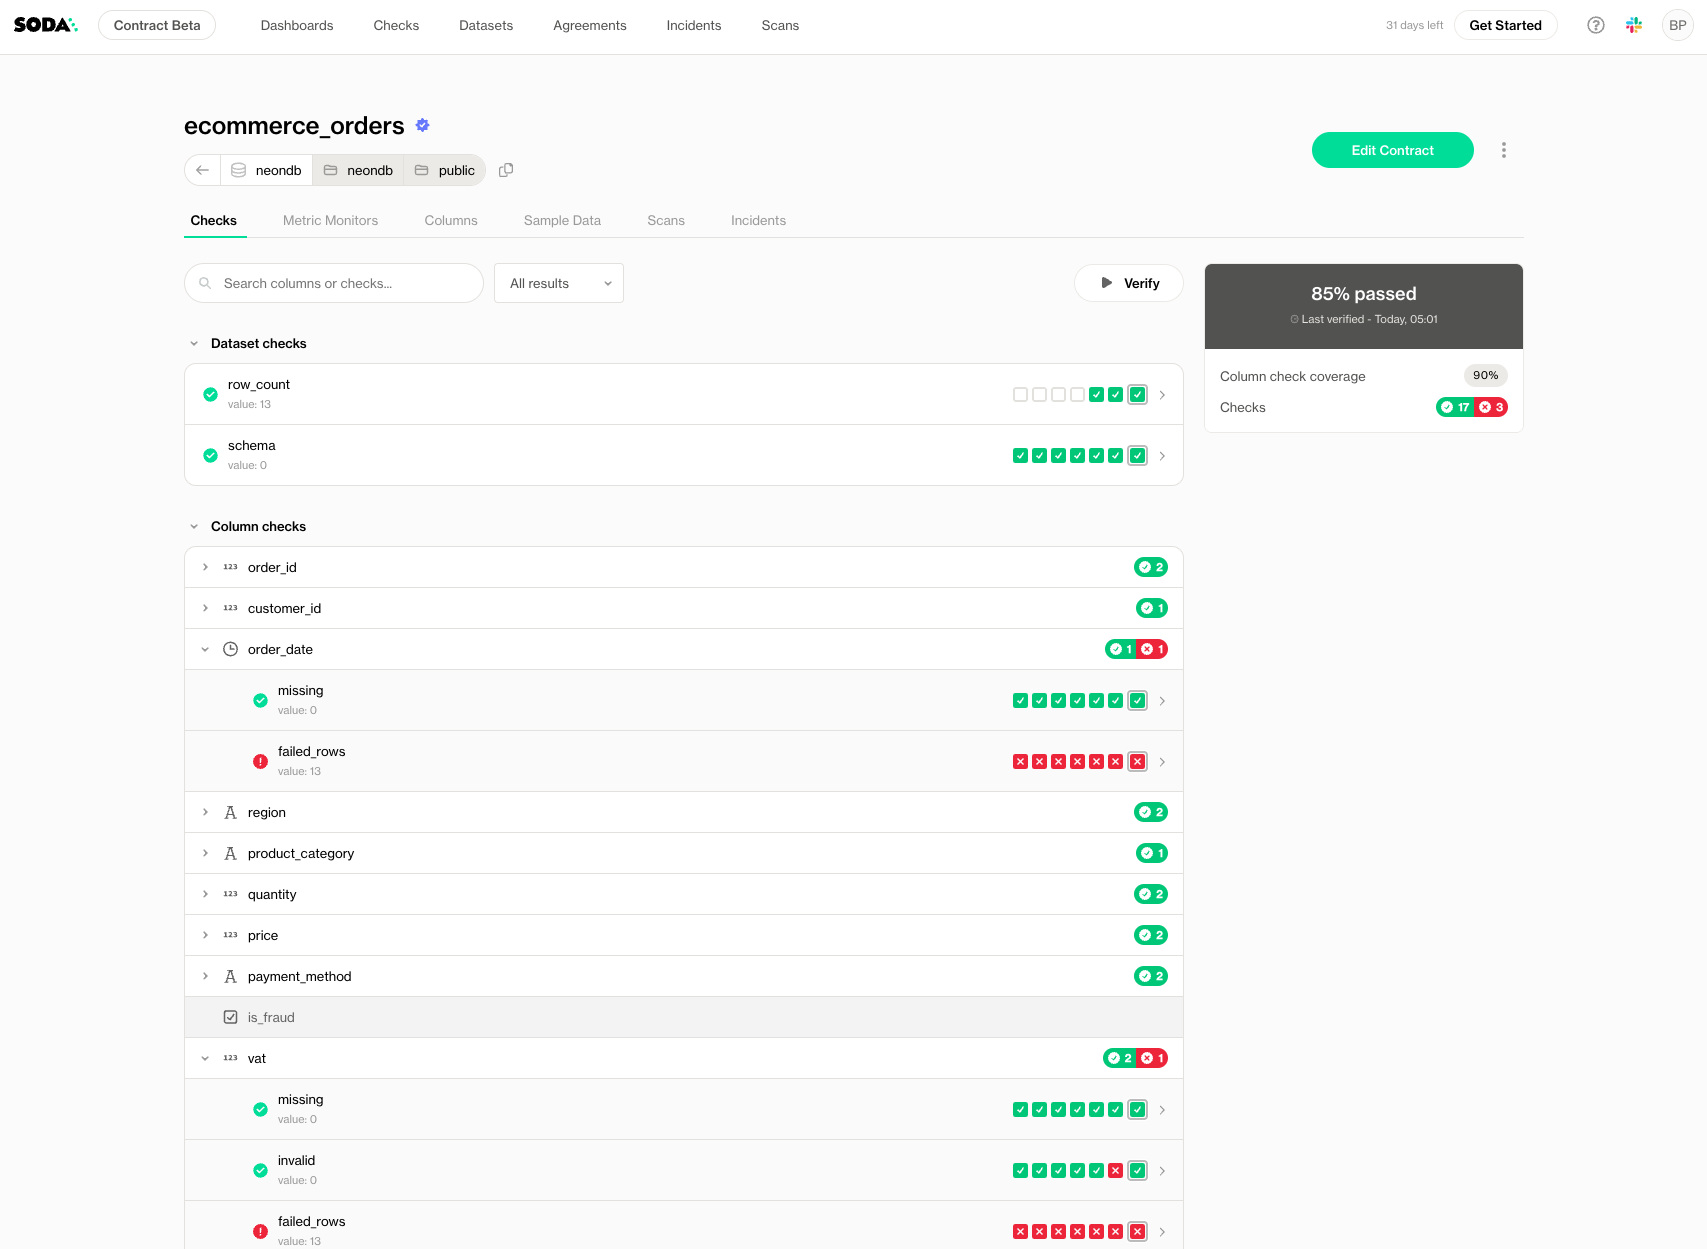 SODA
Contract Beta
Dashboards
Checks
Datasets
Agreements
Incidents
Scans
31 days left
Get Started
BP
ecommerce_orders
neondb
neondb
public
Edit Contract
Checks
Metric Monitors
Columns
Sample Data
Scans
Incidents
Search columns or checks...
All results
Verify
85% passed
Last verified - Today, 05:01
Column check coverage
90%
Checks
17
3
Dataset checks
row_count
value: 13
schema
value: 0
Column checks
123 order_id
2
123 customer_id
1
order_date
1
1
missing
value: 0
failed_rows
value: 13
region
2
product_category
1
123 quantity
2
123 price
2
payment_method
2
is_fraud
123 vat
2
1
missing
value: 0
invalid
value: 0
failed_rows
value: 13